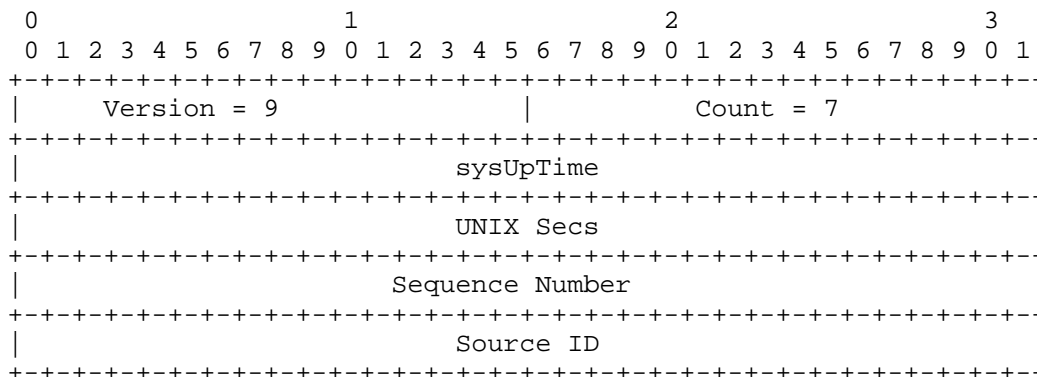 0                   1                   2                   3
 0 1 2 3 4 5 6 7 8 9 0 1 2 3 4 5 6 7 8 9 0 1 2 3 4 5 6 7 8 9 0 1
+-+-+-+-+-+-+-+-+-+-+-+-+-+-+-+-+-+-+-+-+-+-+-+-+-+-+-+-+-+-+-+--
|     Version = 9               |          Count = 7
+-+-+-+-+-+-+-+-+-+-+-+-+-+-+-+-+-+-+-+-+-+-+-+-+-+-+-+-+-+-+-+--
|                           sysUpTime
+-+-+-+-+-+-+-+-+-+-+-+-+-+-+-+-+-+-+-+-+-+-+-+-+-+-+-+-+-+-+-+--
|                           UNIX Secs
+-+-+-+-+-+-+-+-+-+-+-+-+-+-+-+-+-+-+-+-+-+-+-+-+-+-+-+-+-+-+-+--
|                       Sequence Number
+-+-+-+-+-+-+-+-+-+-+-+-+-+-+-+-+-+-+-+-+-+-+-+-+-+-+-+-+-+-+-+--
|                           Source ID
+-+-+-+-+-+-+-+-+-+-+-+-+-+-+-+-+-+-+-+-+-+-+-+-+-+-+-+-+-+-+-+--